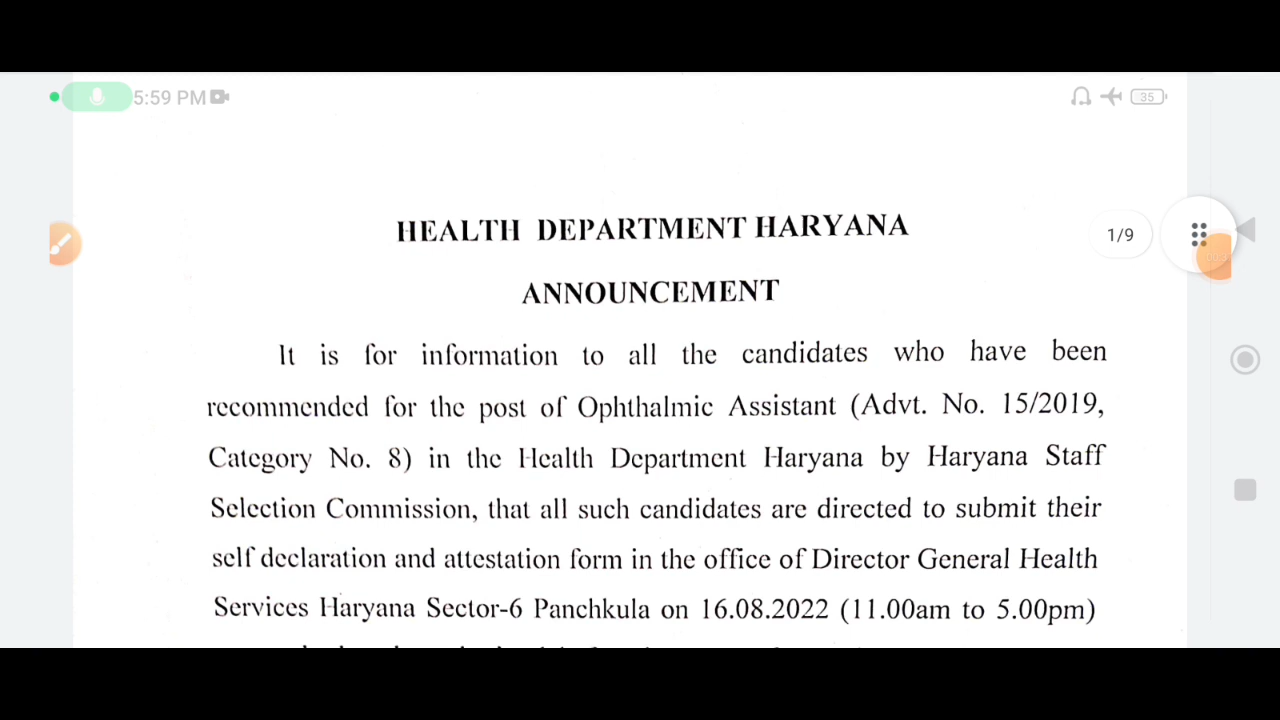 5:59 PM
35
HEALTH DEPARTMENT HARYANA
1/9
ANNOUNCEMENT
It is for information to all the candidates who have been
recommended for the post of Ophthalmic Assistant (Advt. No. 15/2019,
Category No. 8) in the Health Department Haryana by Haryana Staff
Selection Commission, that all such candidates are directed to submit their
self declaration and attestation form in the office of Director General Health
Services Haryana Sector-6 Panchkula on 16.08.2022 (11.00am to 5.00pm)